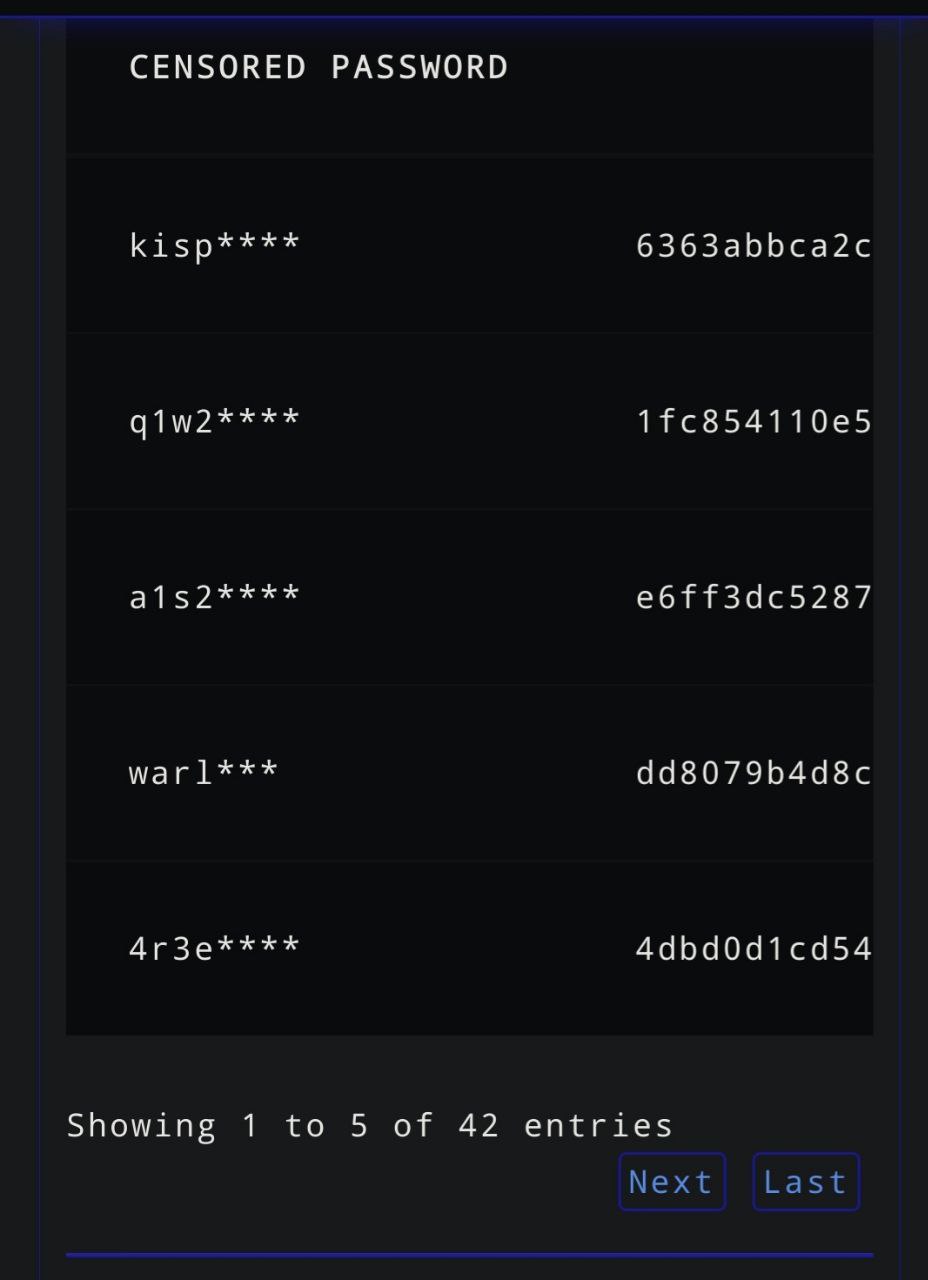 CENSORED PASSWORD
kisp**** 6363abbca2c
q1w2**** 1fc854110e5
a1s2**** e6ff3dc5287
warl*** dd8079b4d8c
4r3e**** 4dbd0d1cd54
Showing 1 to 5 of 42 entries
Next Last